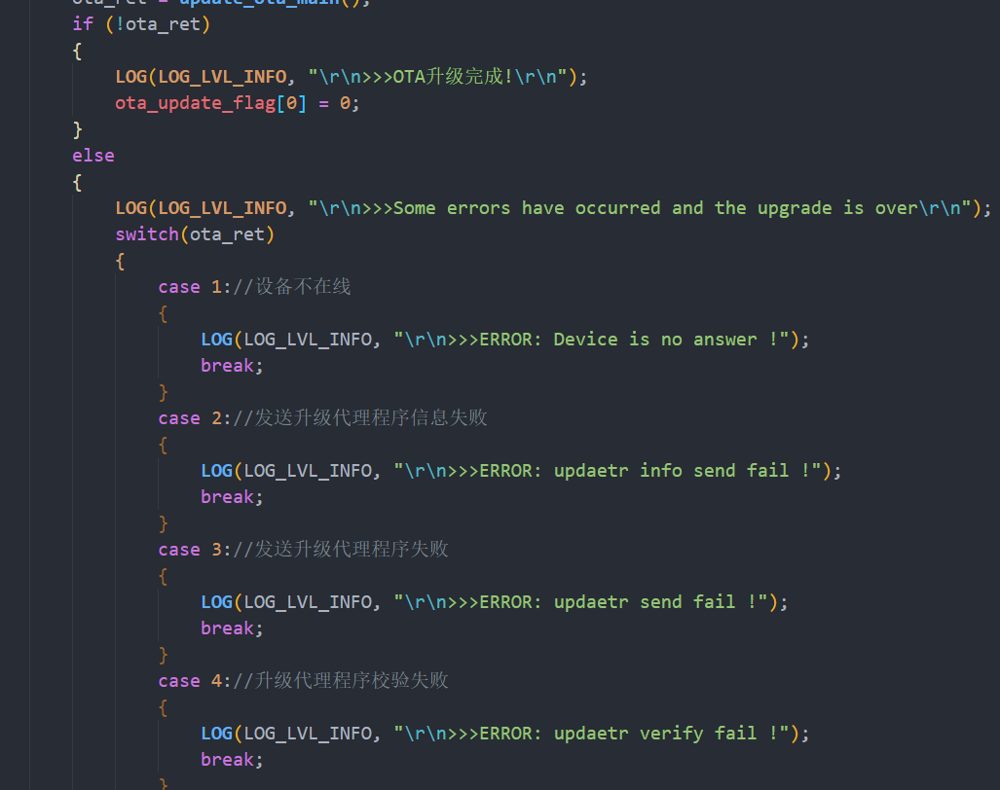 ota_ret = update_ota_main();
if (!ota_ret)
{
LOG(LOG_LVL_INFO, "\r\n>>>OTA升级完成!\r\n");
ota_update_flag[0] = 0;
}
else
{
LOG(LOG_LVL_INFO, "\r\n>>>Some errors have occurred and the upgrade is over\r\n");
switch(ota_ret)
{
case 1://设备不在线
{
LOG(LOG_LVL_INFO, "\r\n>>>ERROR: Device is no answer !");
break;
}
case 2://发送升级代理程序信息失败
{
LOG(LOG_LVL_INFO, "\r\n>>>ERROR: updaetr info send fail !");
break;
}
case 3://发送升级代理程序失败
{
LOG(LOG_LVL_INFO, "\r\n>>>ERROR: updaetr send fail !");
break;
}
case 4://升级代理程序校验失败
{
LOG(LOG_LVL_INFO, "\r\n>>>ERROR: updaetr verify fail !");
break;
}